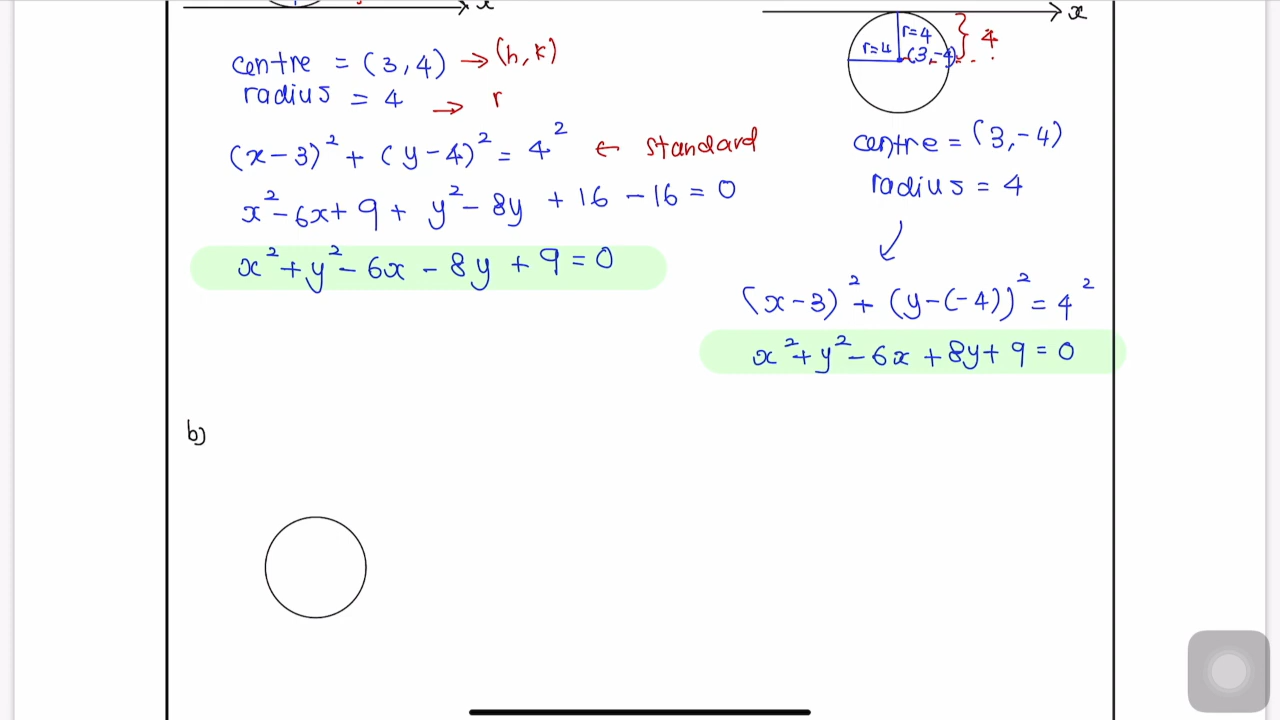 x
centre = (3,4) → (h,k)
radius = 4 → r
(x-3)² + (y-4)² = 4² ← standard
x² - 6x + 9 + y² - 8y + 16 - 16 = 0
x² + y² - 6x - 8y + 9 = 0
x
r=4
r=4
} 4
(3,-4)
centre = (3,-4)
radius = 4
(x-3)² + (y-(-4))² = 4²
x² + y² - 6x + 8y + 9 = 0
b)